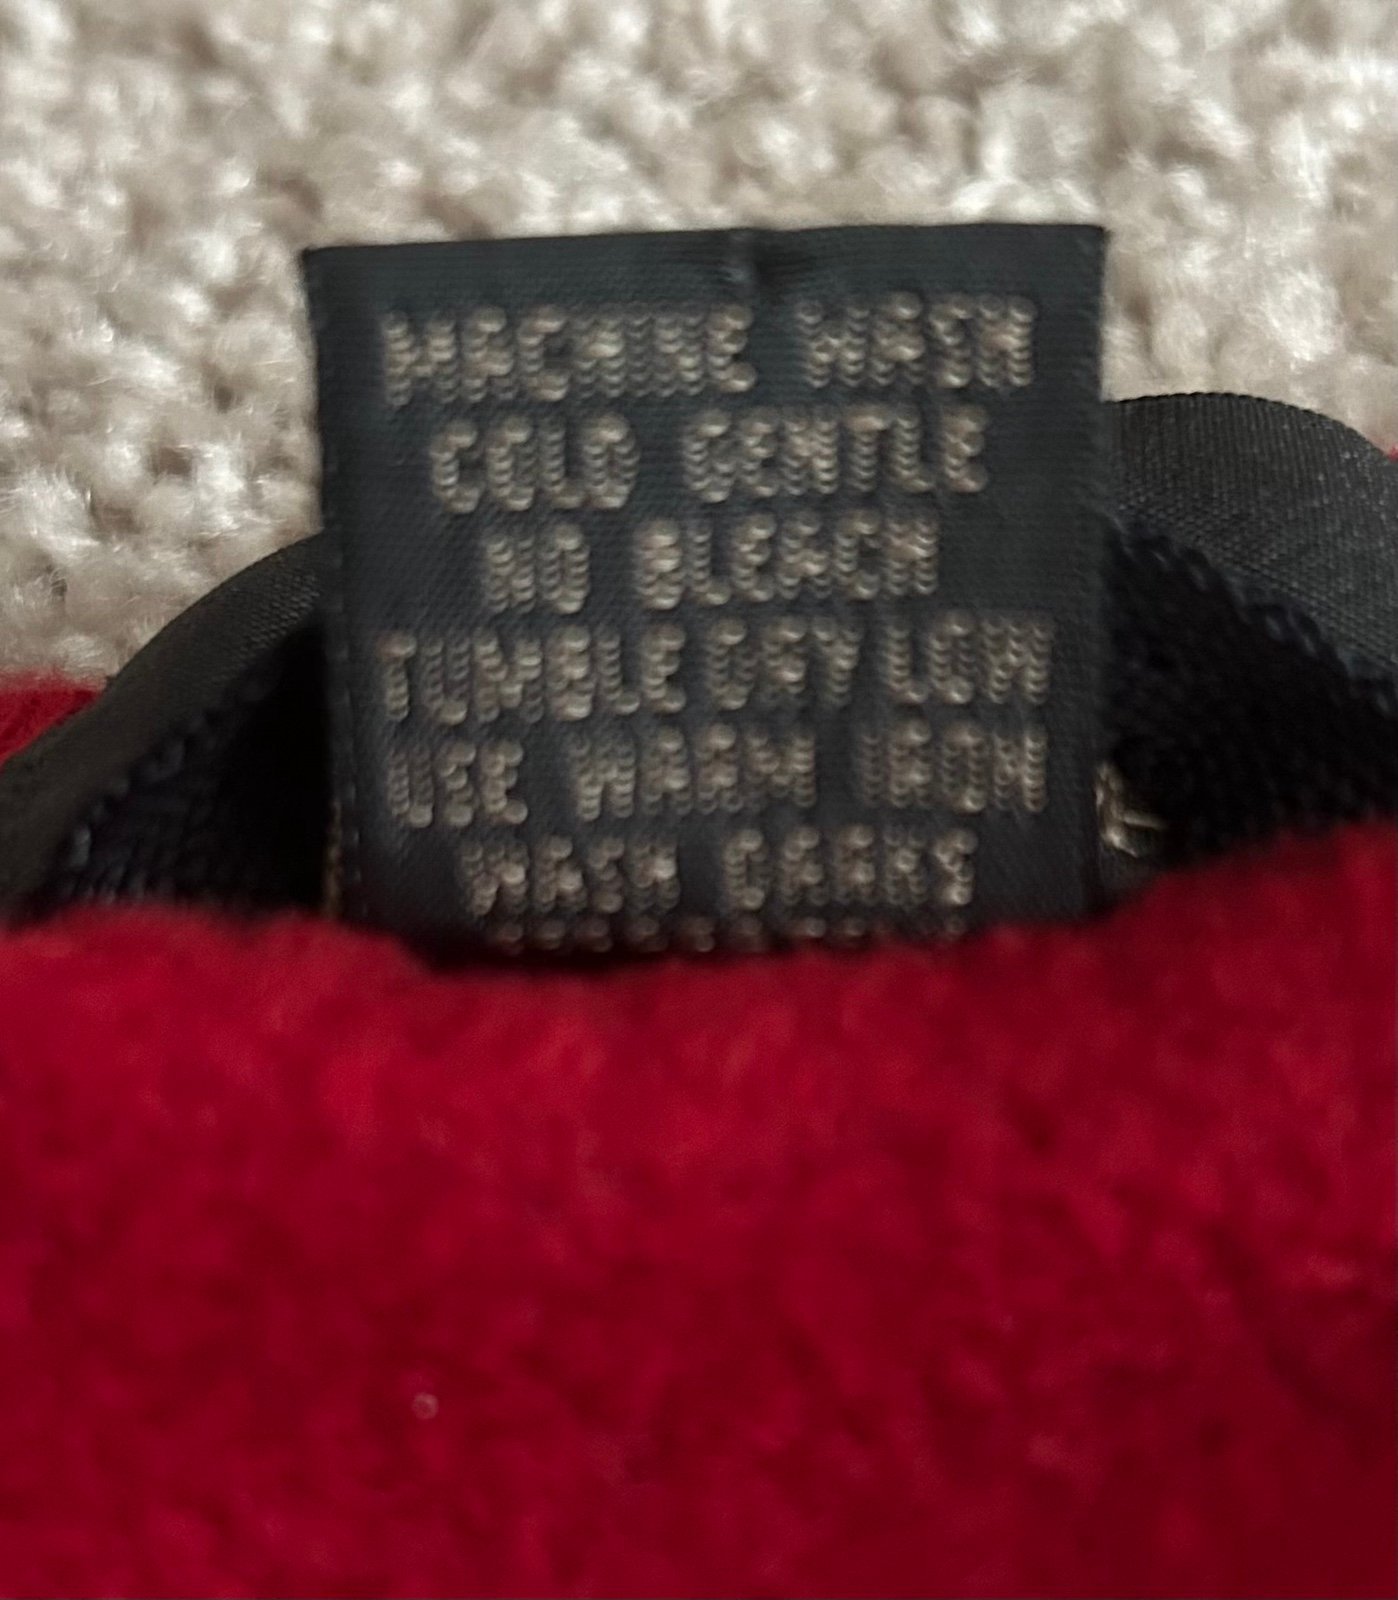 MACHINE WASH
COLD GENTLE
NO BLEACH
TUMBLE DRY LOW
USE WARM IRON
WASH DARKS